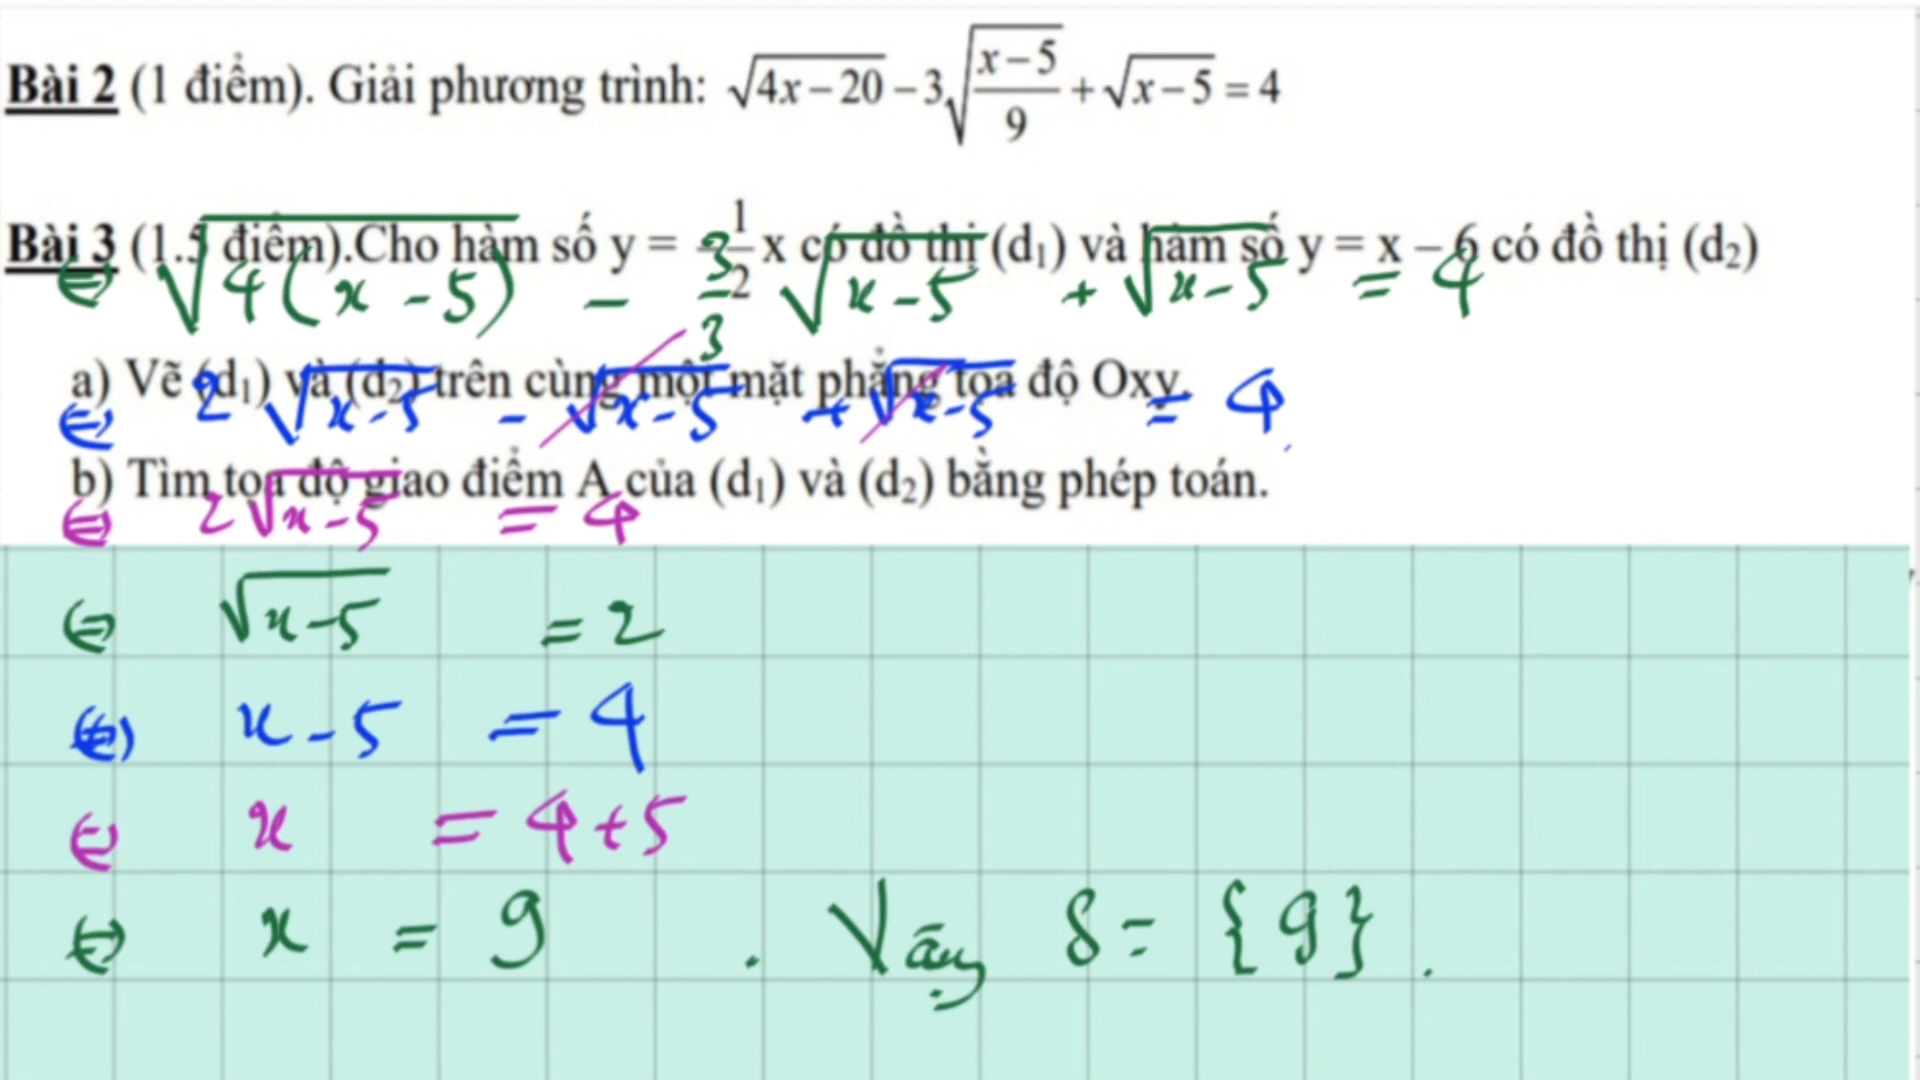 Bài 2 (1 điểm). Giải phương trình: √(4x − 20) − 3√((x − 5)/9) + √(x − 5) = 4
Bài 3 (1.5 điểm).Cho hàm số y = −1/2 x có đồ thị (d₁) và hàm số y = x – 6 có đồ thị (d₂)
⇔ √(4(x − 5)) − 3/3 √(x − 5) + √(x − 5) = 4
a) Vẽ (d₁) và (d₂) trên cùng một mặt phẳng tọa độ Oxy.
⇔ 2√(x − 5) − √(x − 5) + √(x − 5) = 4
b) Tìm tọa độ giao điểm A của (d₁) và (d₂) bằng phép toán.
⇔ 2√(x − 5) = 4
⇔ √(x − 5) = 2
⇔ x − 5 = 4
⇔ x = 4 + 5
⇔ x = 9 . Vậy S = {9}.